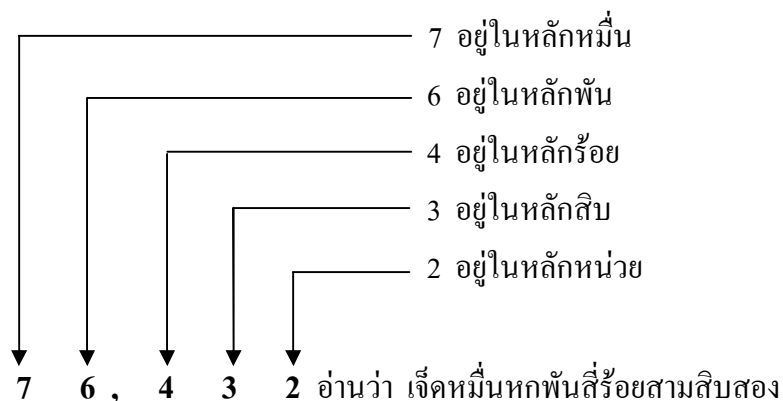 7 อยู่ในหลักหมื่น
6 อยู่ในหลักพัน
4 อยู่ในหลักร้อย
3 อยู่ในหลักสิบ
2 อยู่ในหลักหน่วย
7 6 , 4 3 2 อ่านว่า เจ็ดหมื่นหกพันสี่ร้อยสามสิบสอง